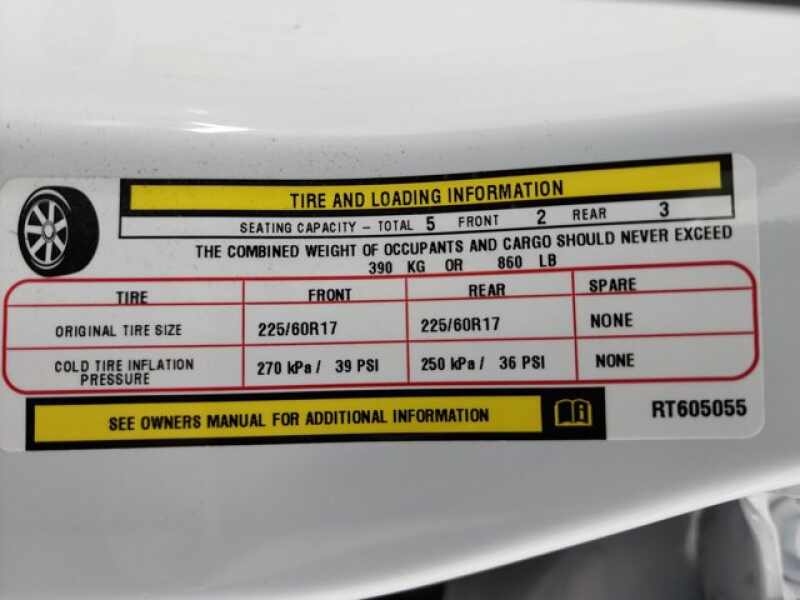 TIRE AND LOADING INFORMATION
SEATING CAPACITY – TOTAL 5 FRONT 2 REAR 3
THE COMBINED WEIGHT OF OCCUPANTS AND CARGO SHOULD NEVER EXCEED
390 KG OR 860 LB
TIRE FRONT REAR SPARE
ORIGINAL TIRE SIZE 225/60R17 225/60R17 NONE
COLD TIRE INFLATION PRESSURE 270 kPa / 39 PSI 250 kPa / 36 PSI NONE
SEE OWNERS MANUAL FOR ADDITIONAL INFORMATION
RT605055